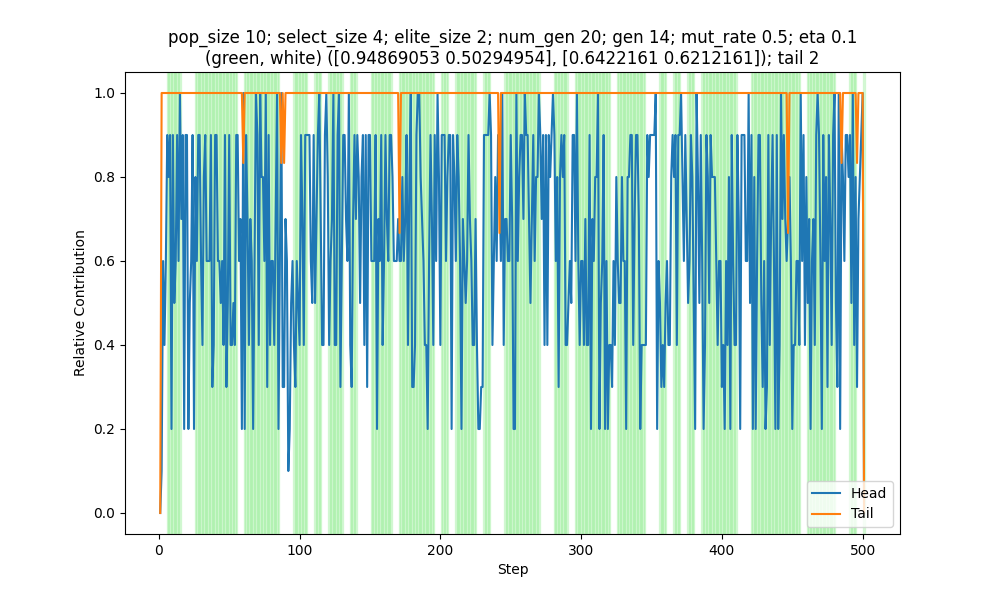 pop_size 10; select_size 4; elite_size 2; num_gen 20; gen 14; mut_rate 0.5; eta 0.1
(green, white) ([0.94869053 0.50294954], [0.6422161 0.6212161]); tail 2
1.0
0.8
0.6
0.4
0.2
0.0
Relative Contribution
0 100 200 300 400 500
Step
Head
Tail